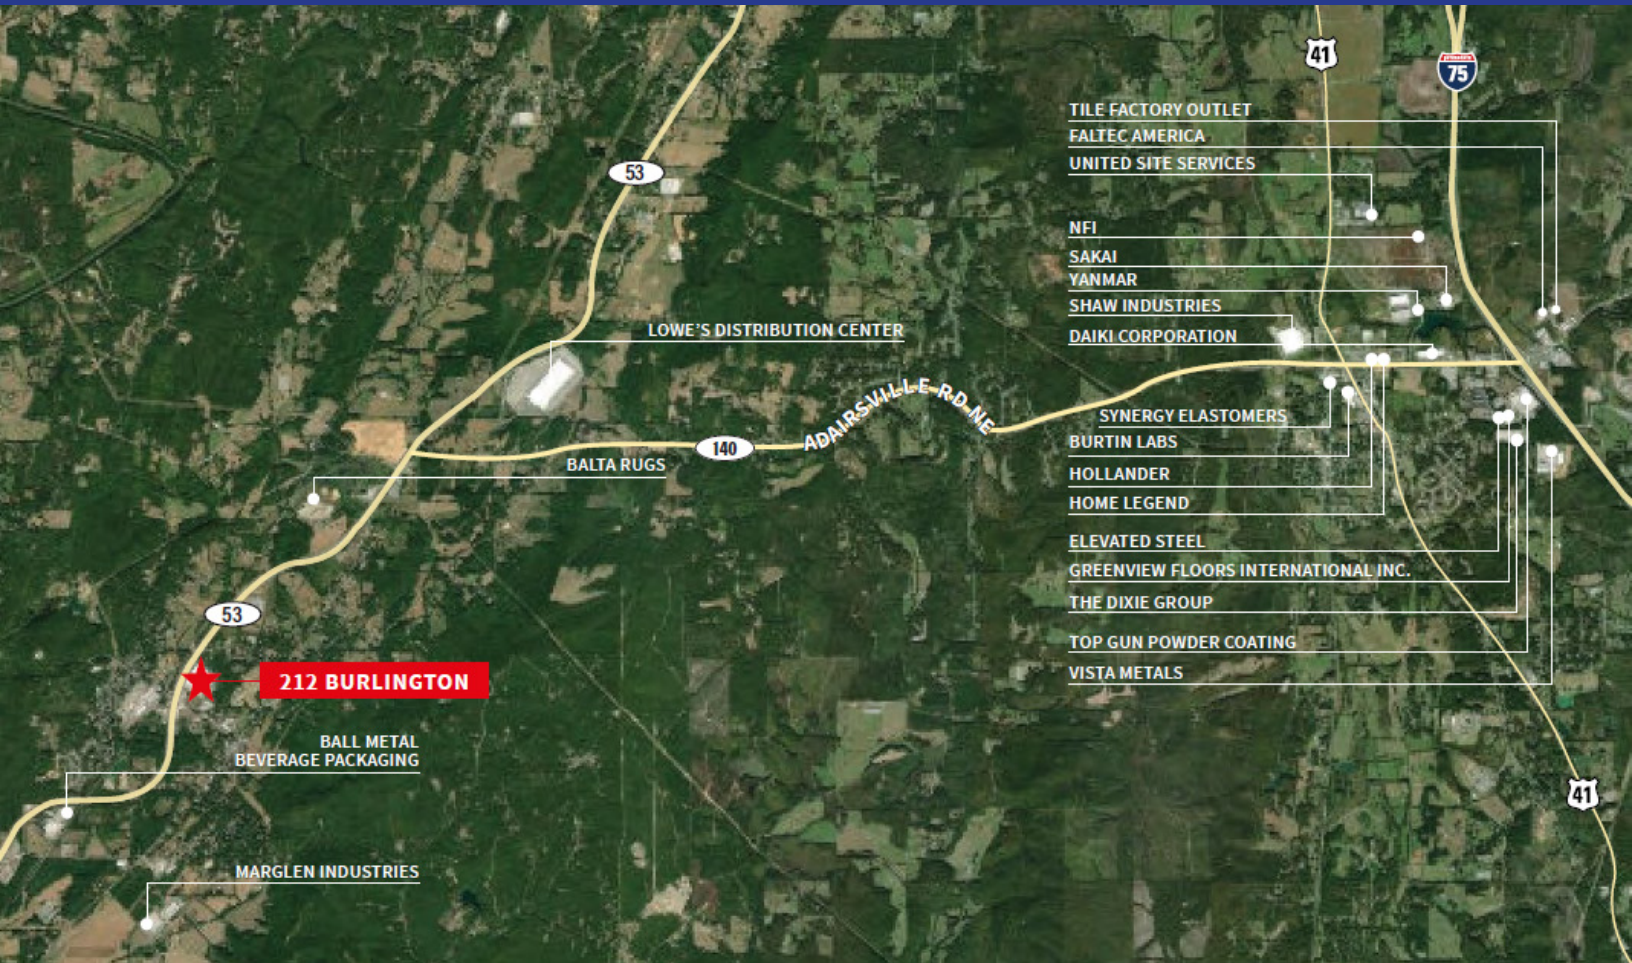 41
75
TILE FACTORY OUTLET
FALTEC AMERICA
UNITED SITE SERVICES
53
NFI
SAKAI
YANMAR
SHAW INDUSTRIES
LOWE'S DISTRIBUTION CENTER
DAIKI CORPORATION
ADAIRSVILLE RD NE
SYNERGY ELASTOMERS
BURTIN LABS
140
BALTA RUGS
HOLLANDER
HOME LEGEND
ELEVATED STEEL
GREENVIEW FLOORS INTERNATIONAL INC.
THE DIXIE GROUP
53
TOP GUN POWDER COATING
VISTA METALS
212 BURLINGTON
BALL METAL
BEVERAGE PACKAGING
41
MARGLEN INDUSTRIES